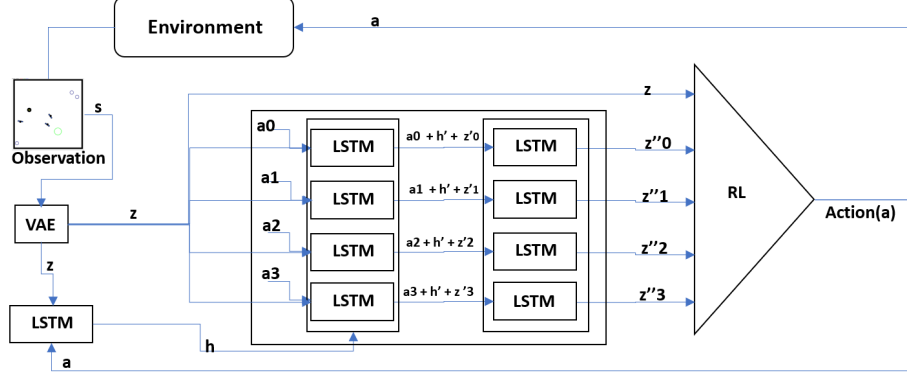 Environment
a
s
Observation
z
a0
LSTM
a0 + h' + z'0
LSTM
z''0
a1
LSTM
a1 + h' + z'1
LSTM
z''1
RL
VAE
z
Action(a)
a2
LSTM
a2 + h' + z'2
LSTM
z''2
z
a3
LSTM
a3 + h' + z'3
LSTM
z''3
LSTM
h
a